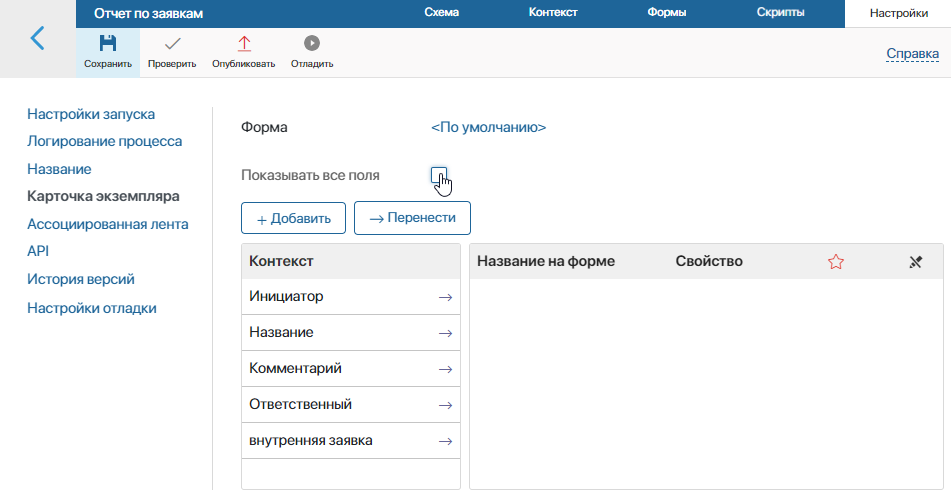 Отчет по заявкам
Схема
Контекст
Формы
Скрипты
Настройки
Сохранить
Проверить
Опубликовать
Отладить
Справка
Настройки запуска
Логирование процесса
Название
Карточка экземпляра
Ассоциированная лента
API
История версий
Настройки отладки
Форма
<По умолчанию>
Показывать все поля
+ Добавить
→ Перенести
Контекст
Инициатор →
Название →
Комментарий →
Ответственный →
внутренняя заявка →
Название на форме
Свойство